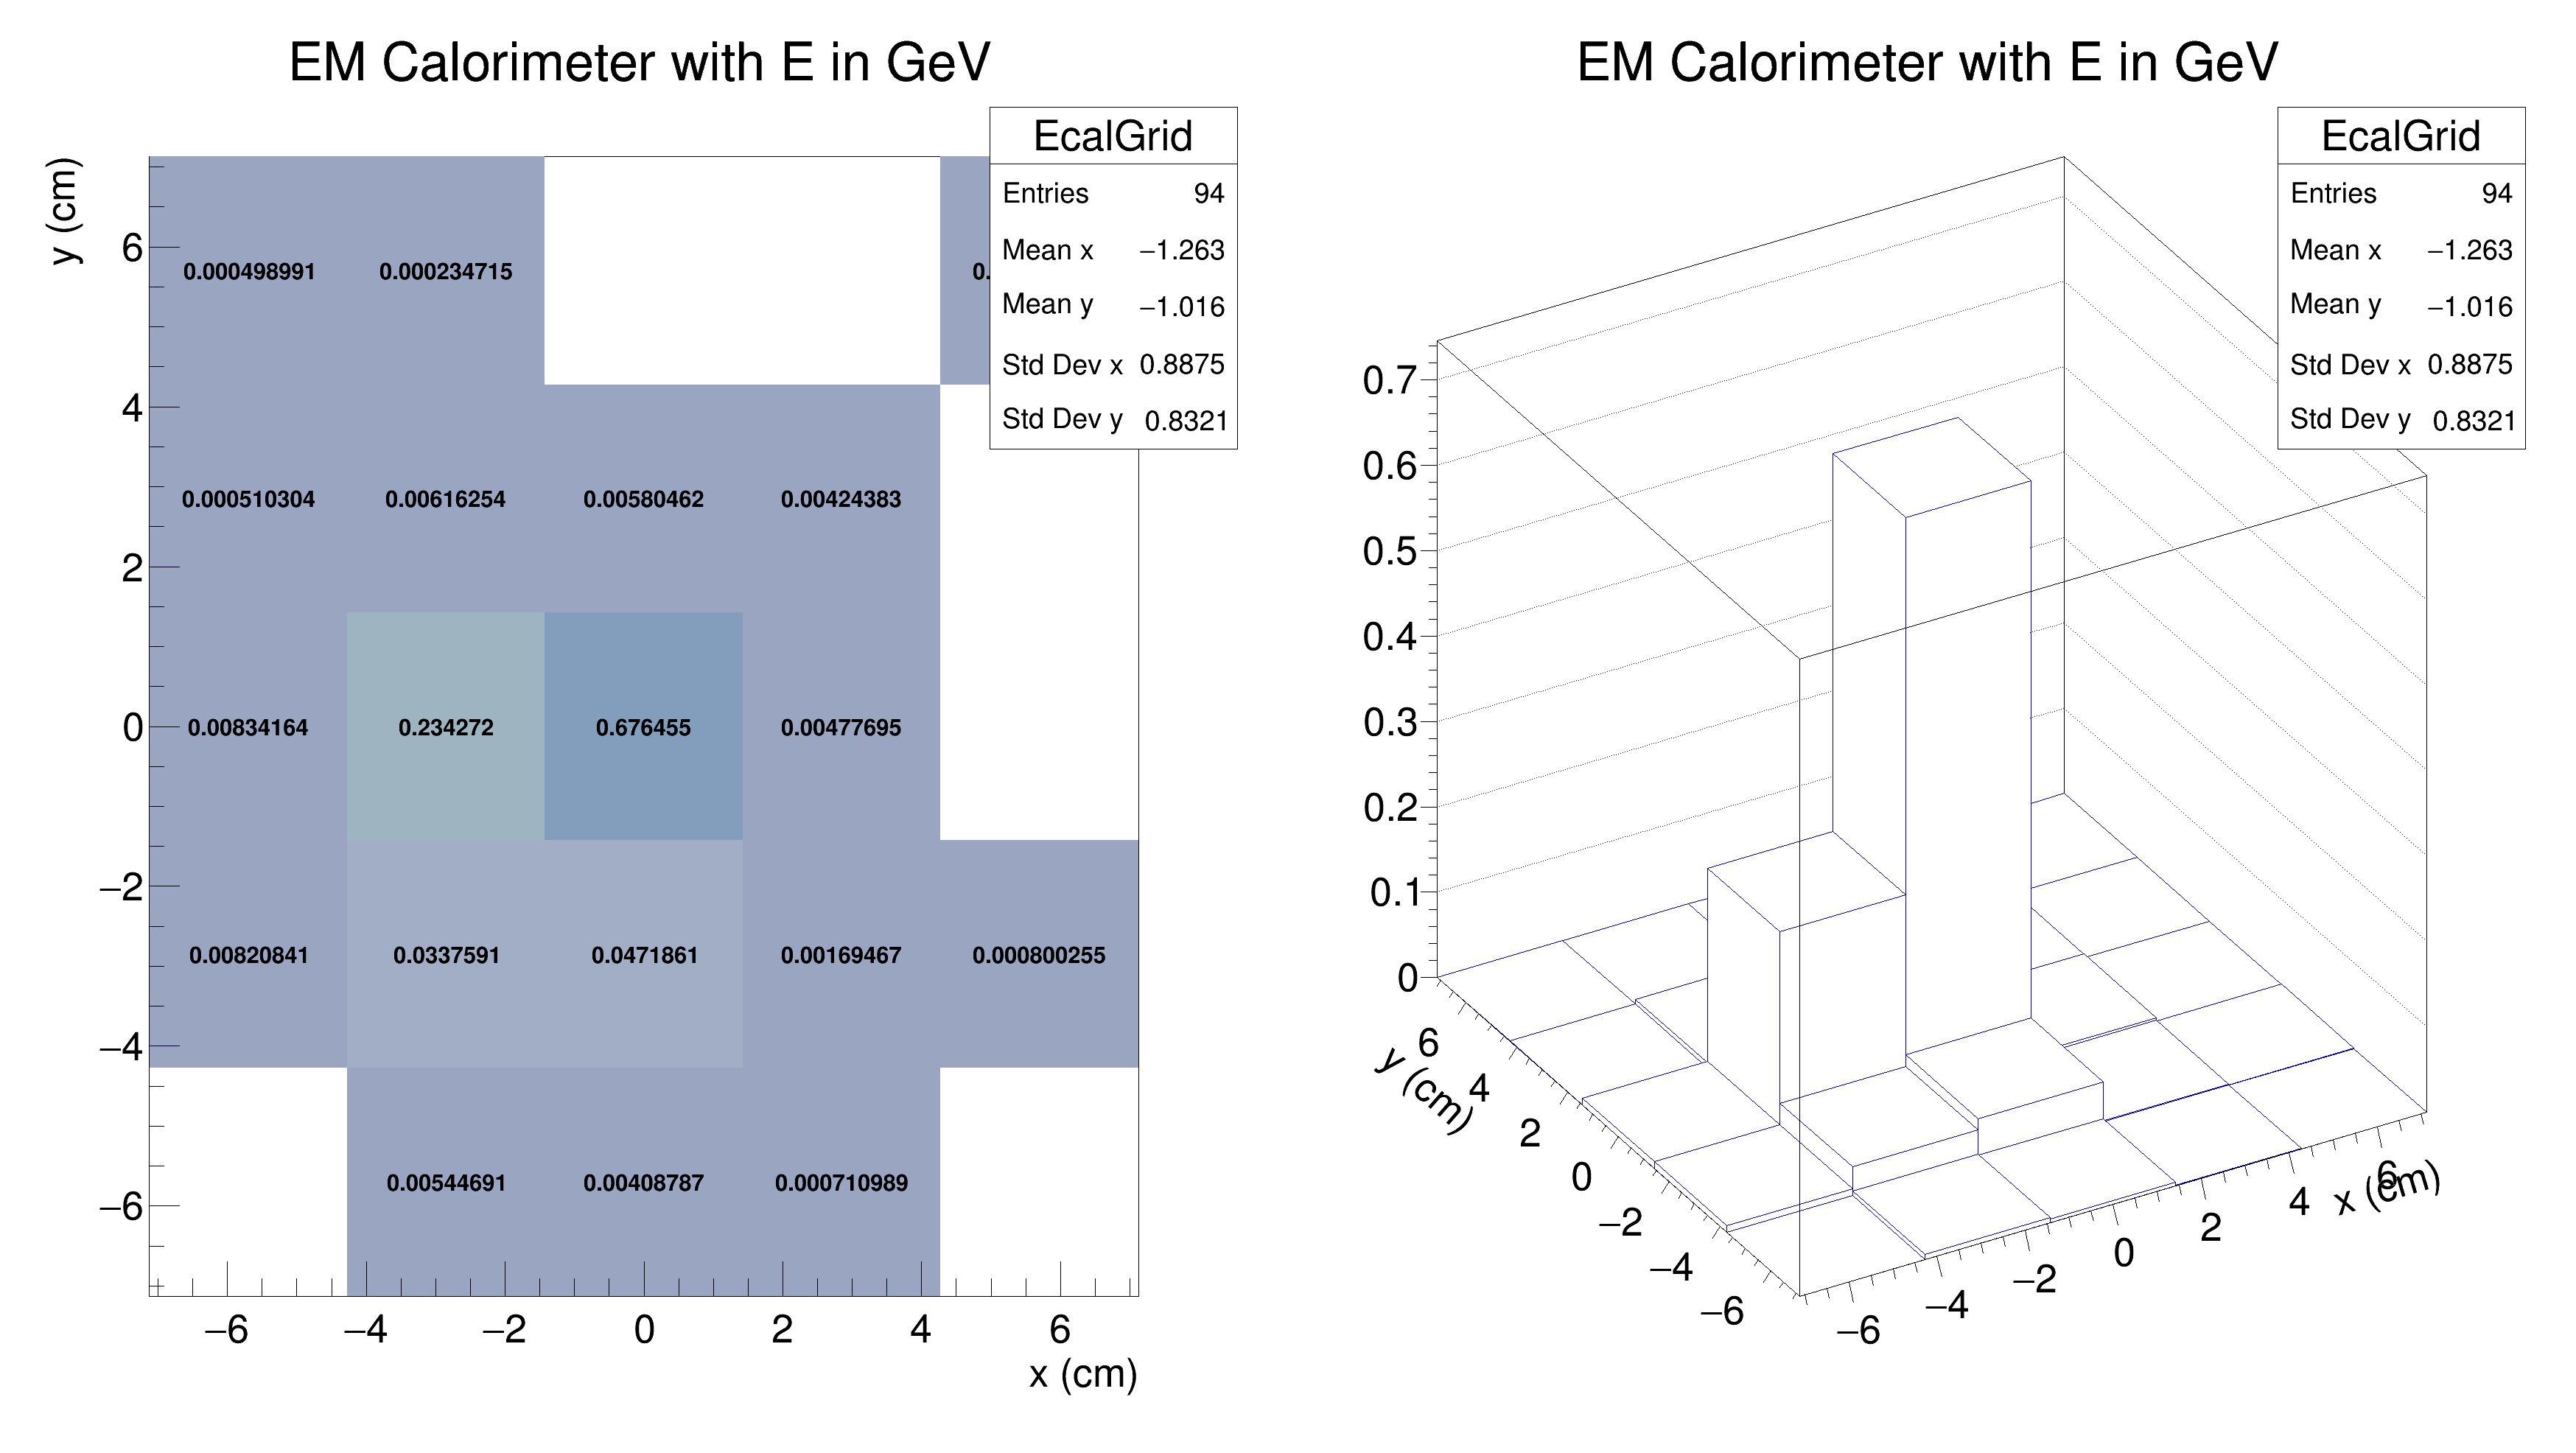 EM Calorimeter with E in GeV
EcalGrid
Entries 94
Mean x −1.263
Mean y −1.016
Std Dev x 0.8875
Std Dev y 0.8321
y (cm)
6
4
2
0
−2
−4
−6
0.000498991 0.000234715 0.
0.000510304 0.00616254 0.00580462 0.00424383
0.00834164 0.234272 0.676455 0.00477695
0.00820841 0.0337591 0.0471861 0.00169467 0.000800255
0.00544691 0.00408787 0.000710989
−6 −4 −2 0 2 4 6
x (cm)
EM Calorimeter with E in GeV
EcalGrid
Entries 94
Mean x −1.263
Mean y −1.016
Std Dev x 0.8875
Std Dev y 0.8321
0.7
0.6
0.5
0.4
0.3
0.2
0.1
0
y (cm)
6
4
2
0
−2
−4
−6
−6 −4 −2 0 2 4 6
x (cm)